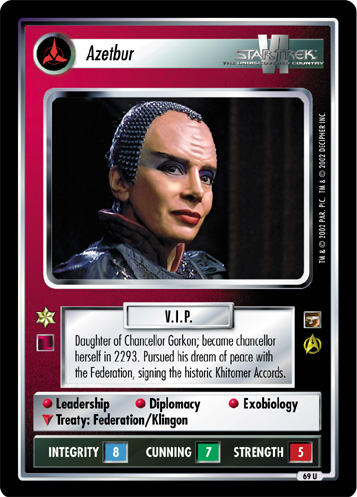 Azetbur
STAR TREK
VI
THE UNDISCOVERED COUNTRY
TM & © 2002 PAR. PIC. TM & © 2002 DECIPHER INC.
V.I.P.
Daughter of Chancellor Gorkon; became chancellor
herself in 2293. Pursued his dream of peace with
the Federation, signing the historic Khitomer Accords.
Leadership Diplomacy Exobiology
Treaty: Federation/Klingon
INTEGRITY 8 CUNNING 7 STRENGTH 5
69 U